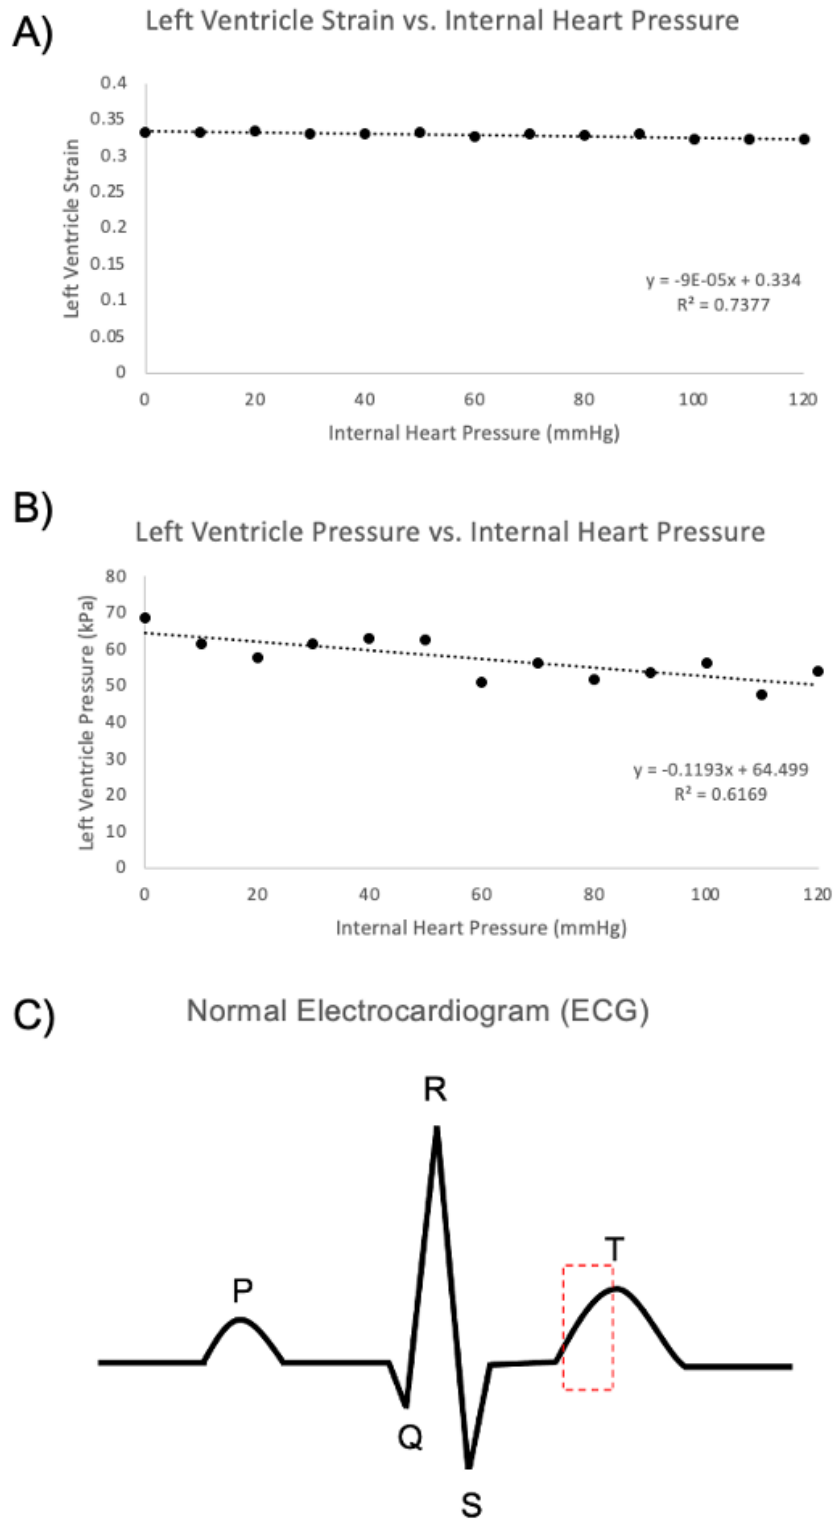 A)
Left Ventricle Strain vs. Internal Heart Pressure
0.4
0.35
0.3
0.25
0.2
0.15
0.1
0.05
0
Left Ventricle Strain
y = -9E-05x + 0.334
R² = 0.7377
0 20 40 60 80 100 120
Internal Heart Pressure (mmHg)
B)
Left Ventricle Pressure vs. Internal Heart Pressure
80
70
60
50
40
30
20
10
0
Left Ventricle Pressure (kPa)
y = -0.1193x + 64.499
R² = 0.6169
0 20 40 60 80 100 120
Internal Heart Pressure (mmHg)
C)
Normal Electrocardiogram (ECG)
R
T
P
Q
S